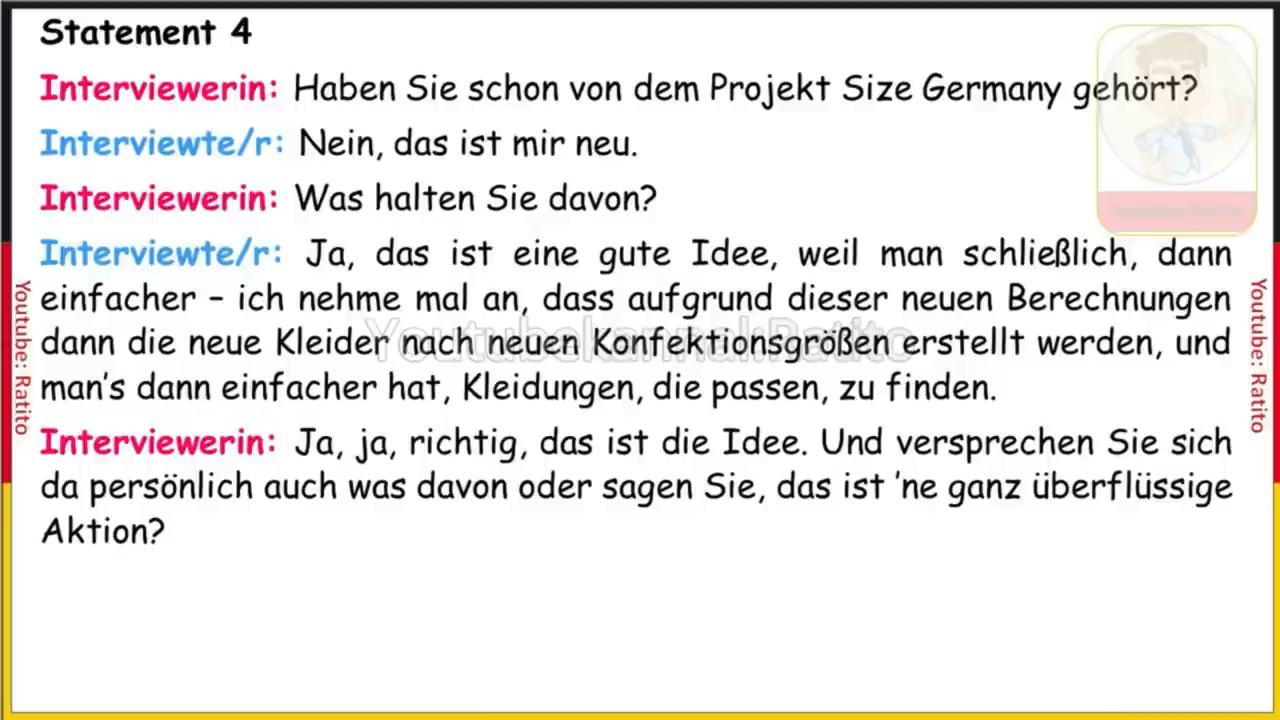 Statement 4
Interviewerin: Haben Sie schon von dem Projekt Size Germany gehört?
Interviewte/r: Nein, das ist mir neu.
Interviewerin: Was halten Sie davon?
Interviewte/r: Ja, das ist eine gute Idee, weil man schließlich, dann
einfacher – ich nehme mal an, dass aufgrund dieser neuen Berechnungen
dann die neue Kleider nach neuen Konfektionsgrößen erstellt werden, und
man's dann einfacher hat, Kleidungen, die passen, zu finden.
Interviewerin: Ja, ja, richtig, das ist die Idee. Und versprechen Sie sich
da persönlich auch was davon oder sagen Sie, das ist 'ne ganz überflüssige
Aktion?
Youtube: Ratito
Youtube: Ratito
Youtubekannal:Ratito